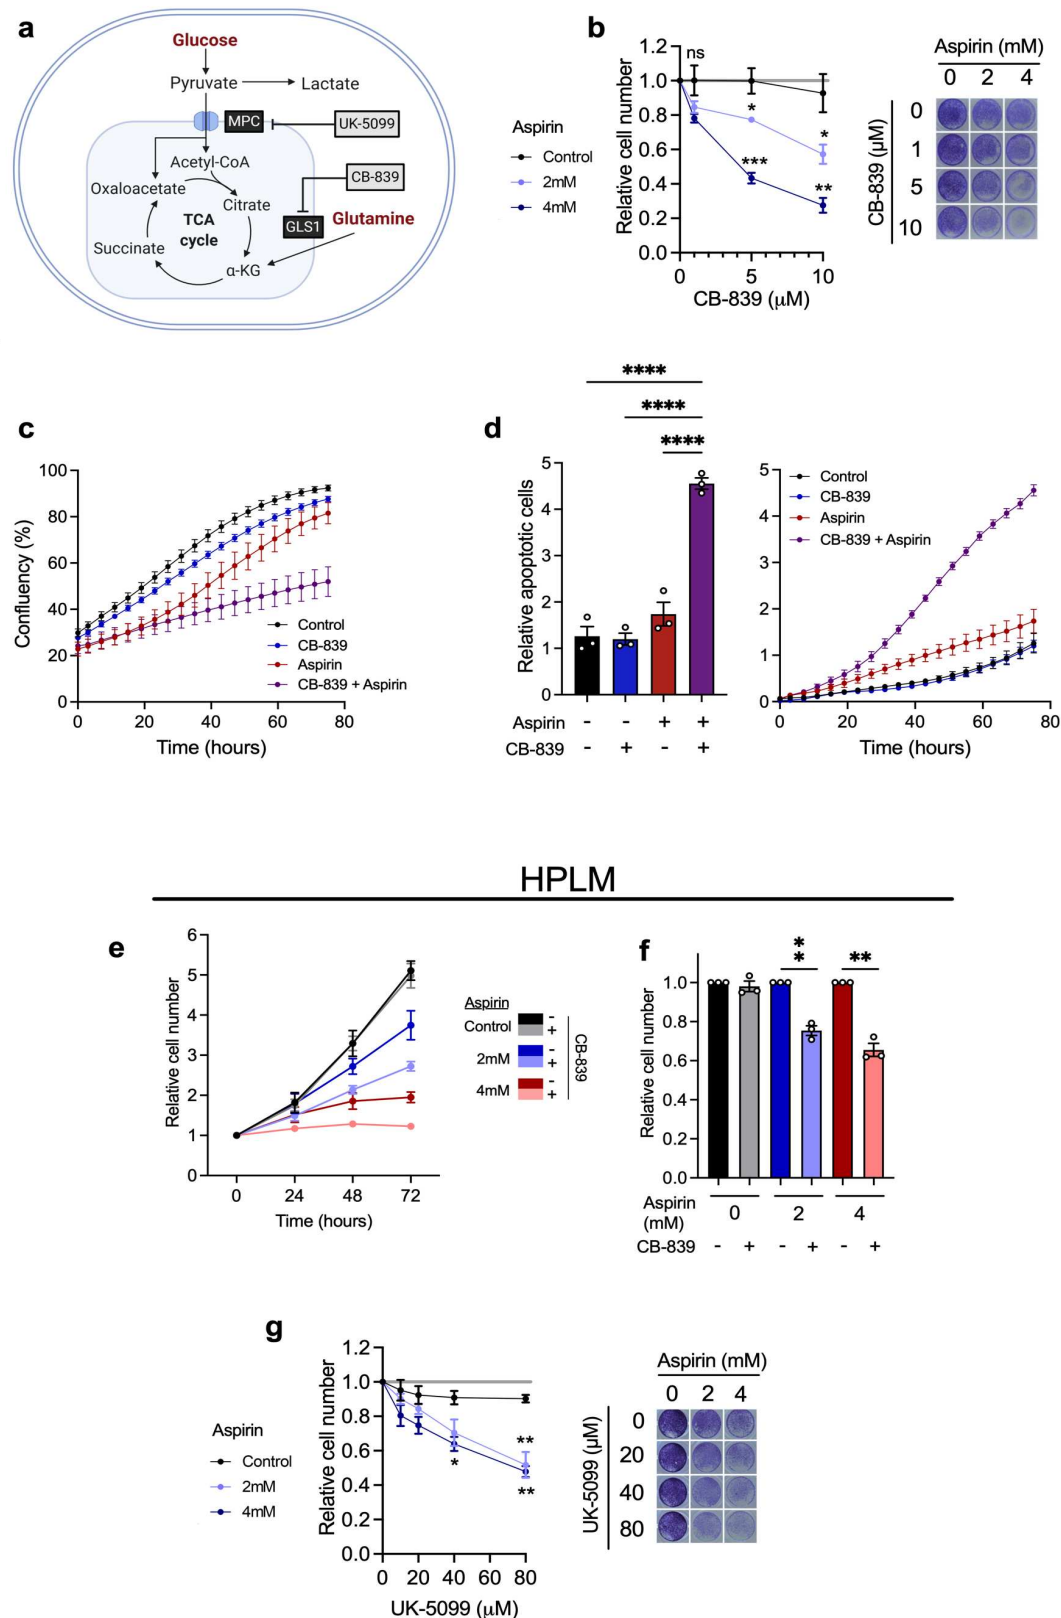 a
Glucose
Pyruvate
Lactate
MPC
UK-5099
Acetyl-CoA
CB-839
Oxaloacetate
Citrate
TCA
cycle
GLS1
Glutamine
Succinate
α-KG
b
Aspirin
Control
2mM
4mM
Relative cell number
1.2
1.0
0.8
0.6
0.4
0.2
0.0
ns
*
*
***
**
0 5 10
CB-839 (μM)
Aspirin (mM)
0 2 4
CB-839 (μM)
0
1
5
10
c
Confluency (%)
100
80
60
40
20
0
Control
CB-839
Aspirin
CB-839 + Aspirin
0 20 40 60 80
Time (hours)
d
****
****
****
Relative apoptotic cells
5
4
3
2
1
0
Aspirin - - + +
CB-839 - + - +
5
4
3
2
1
0
Control
CB-839
Aspirin
CB-839 + Aspirin
0 20 40 60 80
Time (hours)
HPLM
e
Relative cell number
6
5
4
3
2
1
0
0 24 48 72
Time (hours)
Aspirin
Control
-
+
2mM
-
+
4mM
-
+
CB-839
f
Relative cell number
1.0
0.8
0.6
0.4
0.2
0.0
*
*
**
Aspirin
(mM)
0 2 4
CB-839 - + - + - +
g
Aspirin
Control
2mM
4mM
Relative cell number
1.2
1.0
0.8
0.6
0.4
0.2
0.0
**
*
**
0 20 40 60 80
UK-5099 (μM)
Aspirin (mM)
0 2 4
UK-5099 (μM)
0
20
40
80